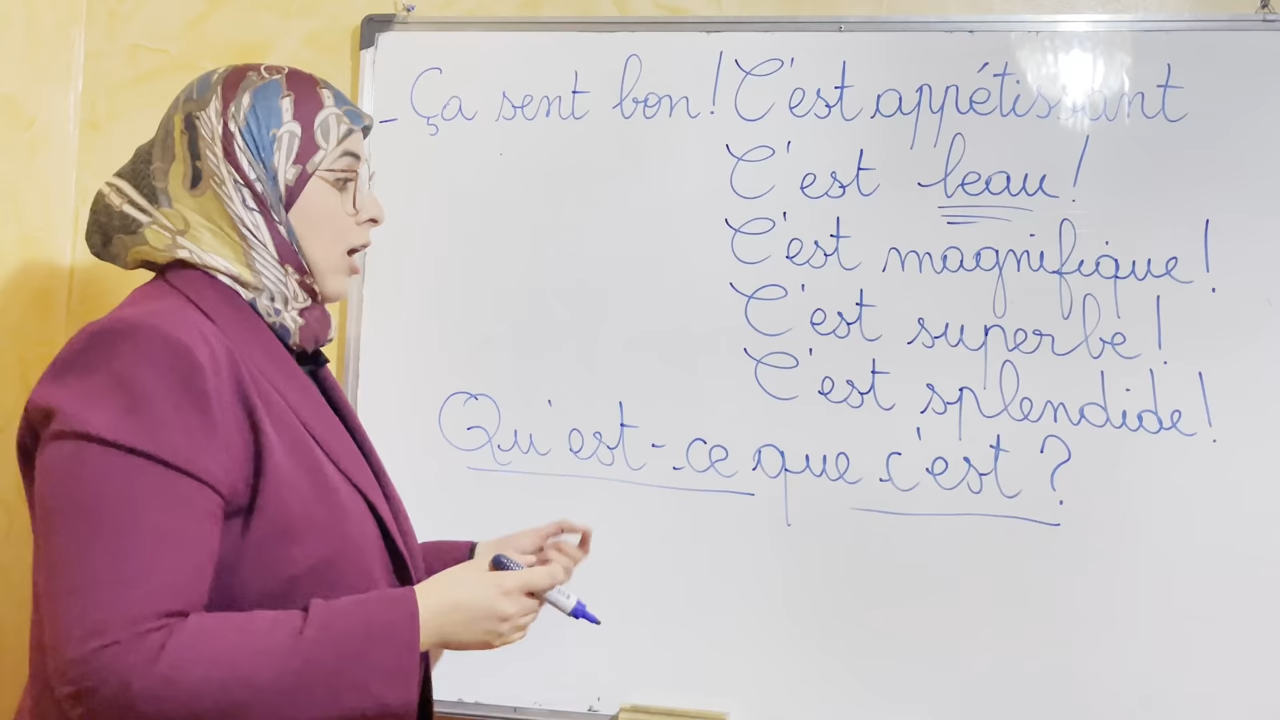 - Ça sent bon! C'est appétissant
C'est beau!
C'est magnifique!
C'est superbe!
C'est splendide!
Qu'est-ce que c'est?